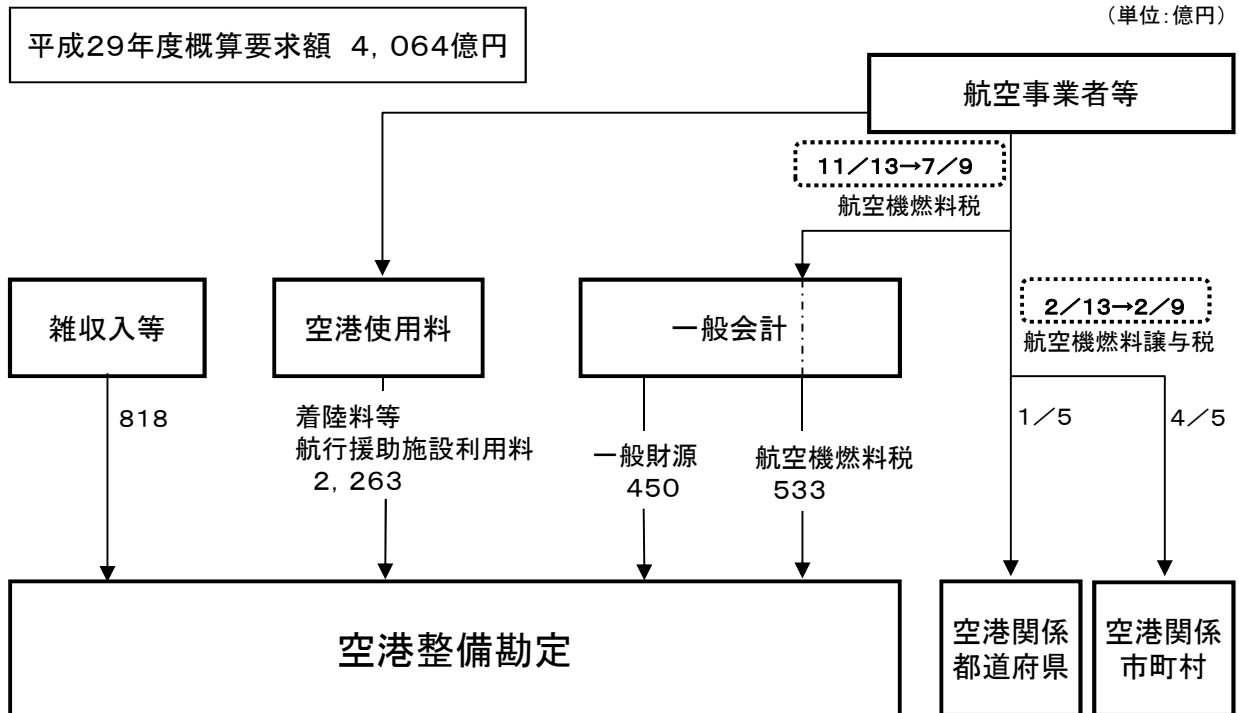 (単位:億円)
平成29年度概算要求額 4,064億円
航空事業者等
11/13→7/9
航空機燃料税
雑収入等
空港使用料
一般会計
2/13→2/9
航空機燃料譲与税
818
着陸料等
航行援助施設利用料
2,263
一般財源
450
航空機燃料税
533
1/5
4/5
空港整備勘定
空港関係
都道府県
空港関係
市町村